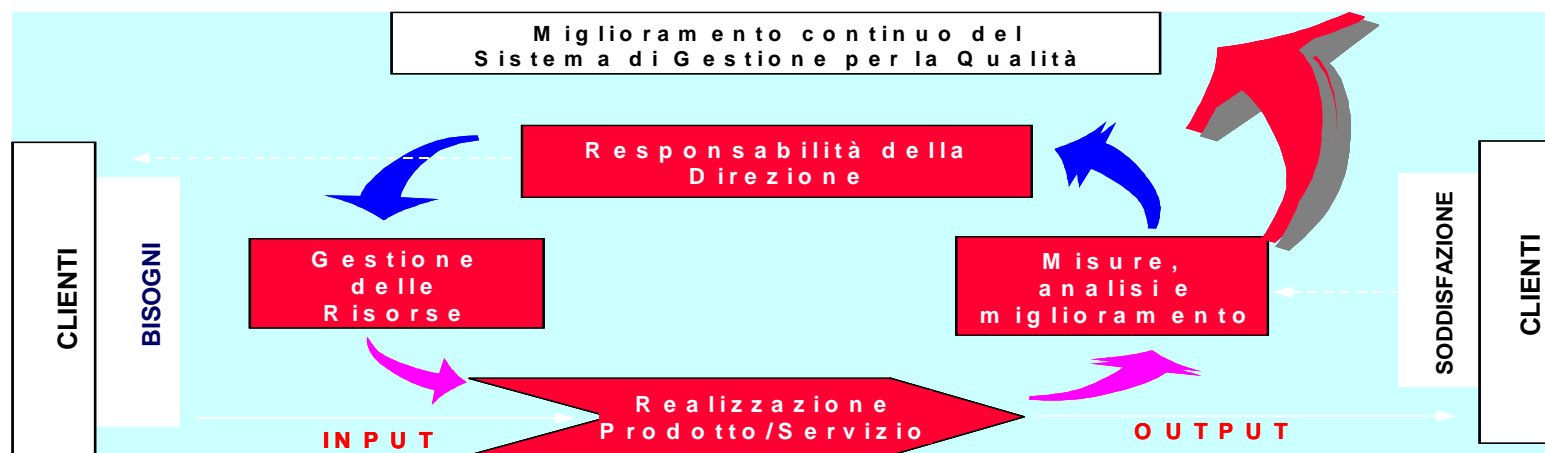 Miglioramento continuo del
Sistema di Gestione per la Qualità
Responsabilità della
Direzione
CLIENTI
BISOGNI
Gestione
delle
Risorse
Misure,
analisi e
miglioramento
SODDISFAZIONE
CLIENTI
Realizzazione
Prodotto/Servizio
INPUT
OUTPUT